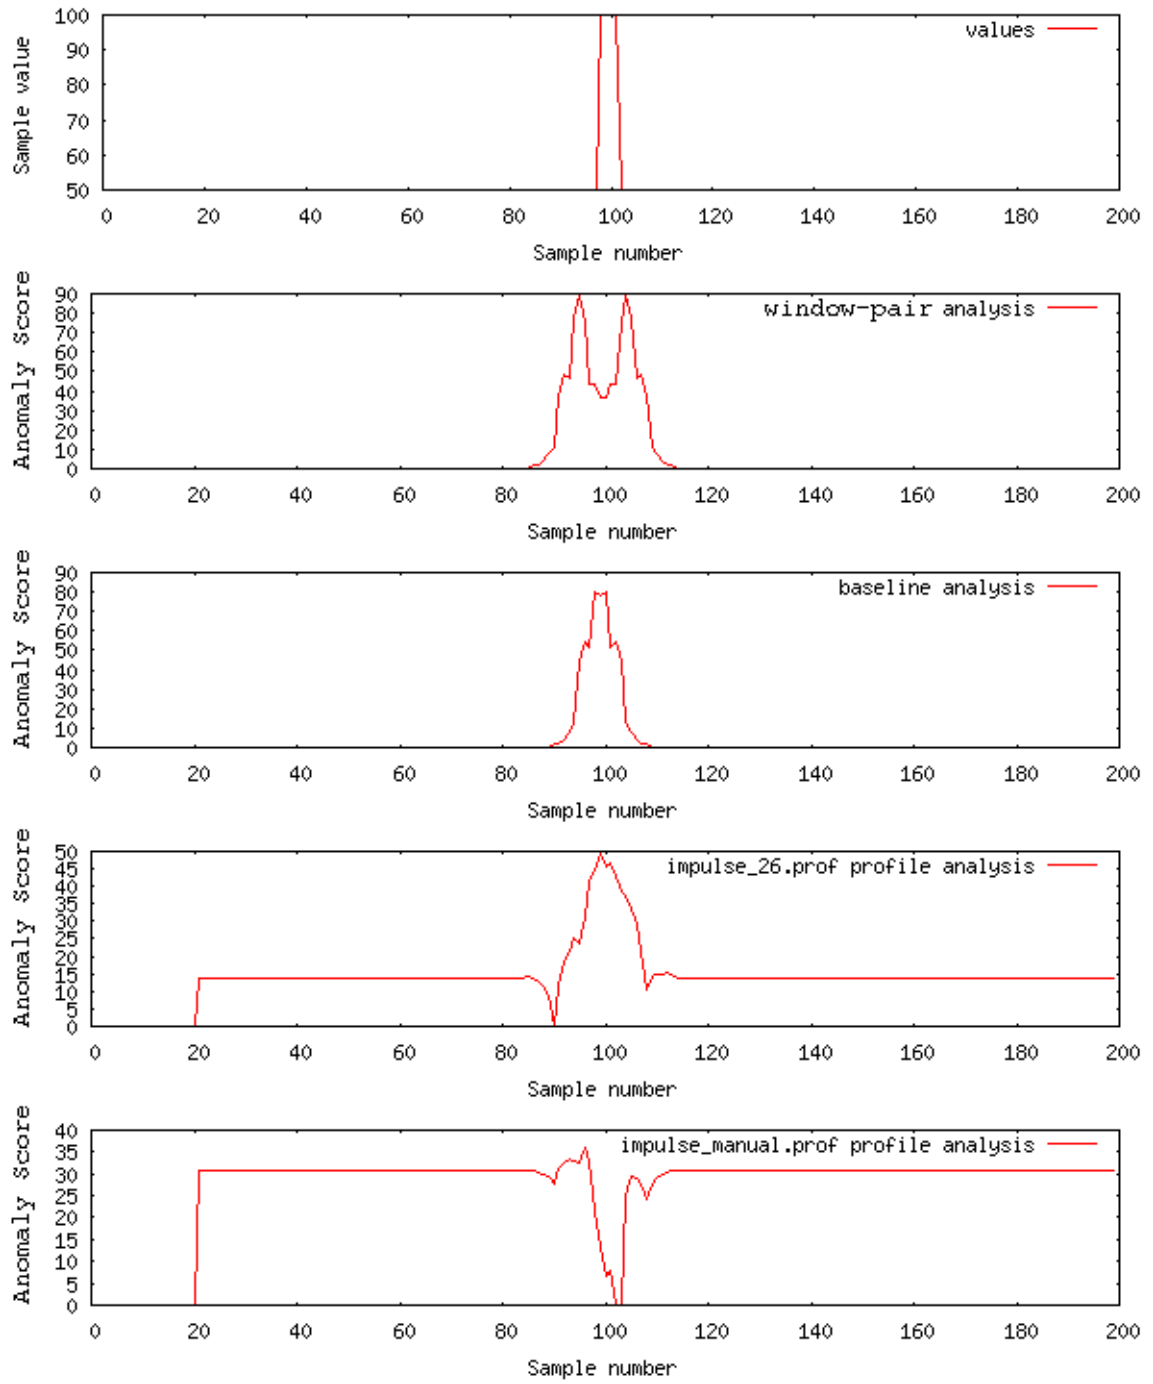 100
90
80
70
60
50
Sample value
values
0 20 40 60 80 100 120 140 160 180 200
Sample number
90
80
70
60
50
40
30
20
10
0
Anomaly Score
window-pair analysis
0 20 40 60 80 100 120 140 160 180 200
Sample number
90
80
70
60
50
40
30
20
10
0
Anomaly Score
baseline analysis
0 20 40 60 80 100 120 140 160 180 200
Sample number
50
45
40
35
30
25
20
15
10
5
0
Anomaly Score
impulse_26.prof profile analysis
0 20 40 60 80 100 120 140 160 180 200
Sample number
40
35
30
25
20
15
10
5
0
Anomaly Score
impulse_manual.prof profile analysis
0 20 40 60 80 100 120 140 160 180 200
Sample number